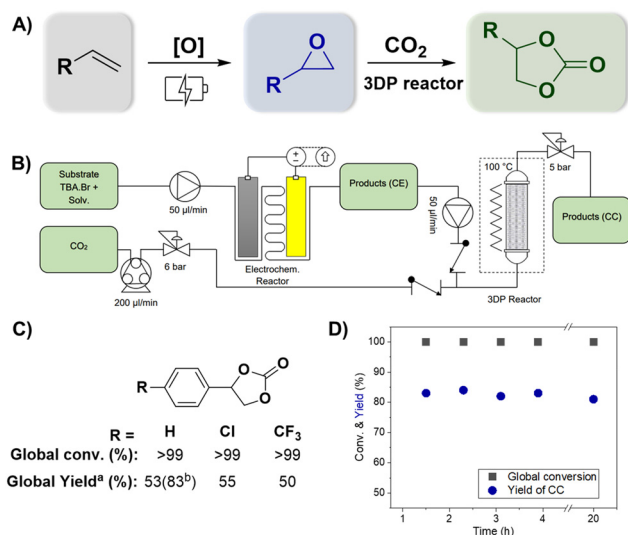 A)
R
[O]
O
R
CO2
3DP reactor
R
O
O
O
B)
Substrate
TBA.Br +
Solv.
50 µl/min
- +
Products (CE)
50 µl/min
100 °C
5 bar
Products (CC)
CO2
200 µl/min
6 bar
Electrochem.
Reactor
3DP Reactor
C)
R
O
O
O
R = H Cl CF3
Global conv. (%): >99 >99 >99
Global Yieldᵃ (%): 53(83ᵇ) 55 50
D)
Conv. & Yield (%)
100
90
80
70
60
50
Global conversion
Yield of CC
1 2 3 4 20
Time (h)